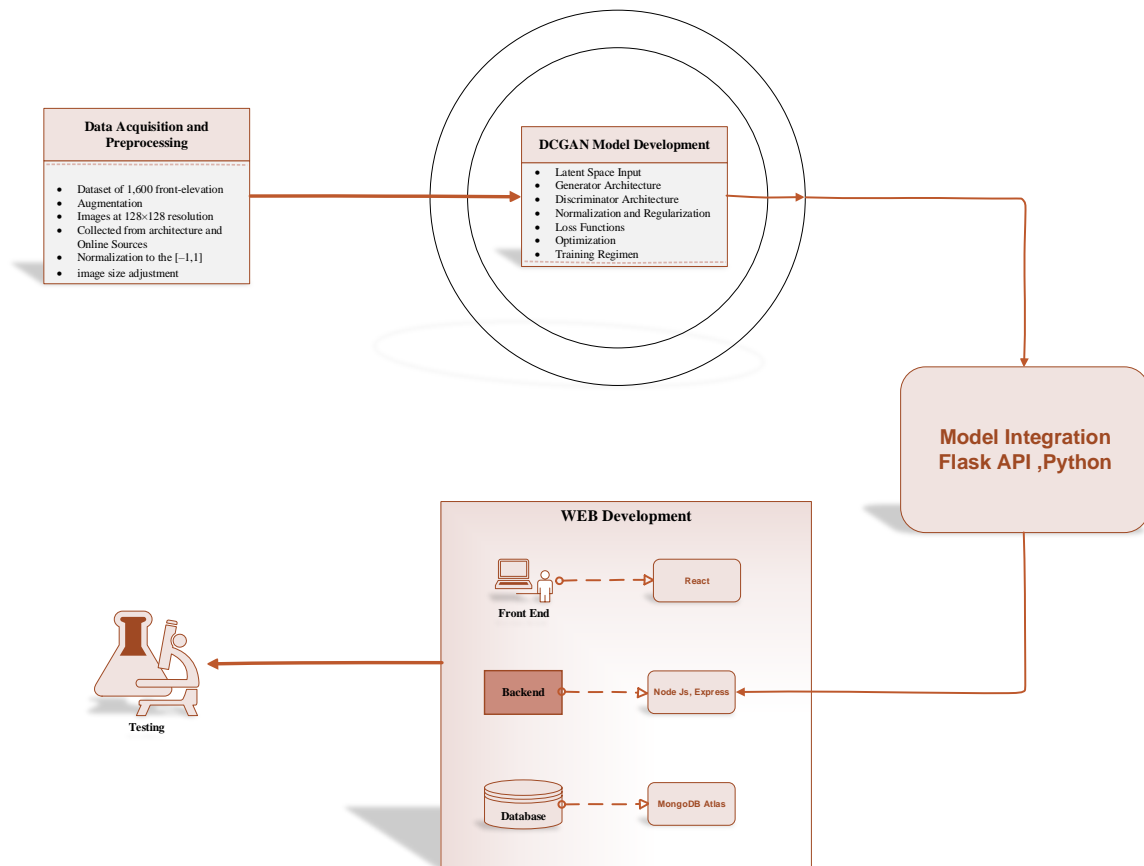 Data Acquisition and
Preprocessing
• Dataset of 1,600 front-elevation
• Augmentation
• Images at 128×128 resolution
• Collected from architecture and
Online Sources
• Normalization to the [−1,1]
• image size adjustment
DCGAN Model Development
• Latent Space Input
• Generator Architecture
• Discriminator Architecture
• Normalization and Regularization
• Loss Functions
• Optimization
• Training Regimen
Model Integration
Flask API ,Python
WEB Development
Front End
React
Backend
Node Js, Express
Database
MongoDB Atlas
Testing